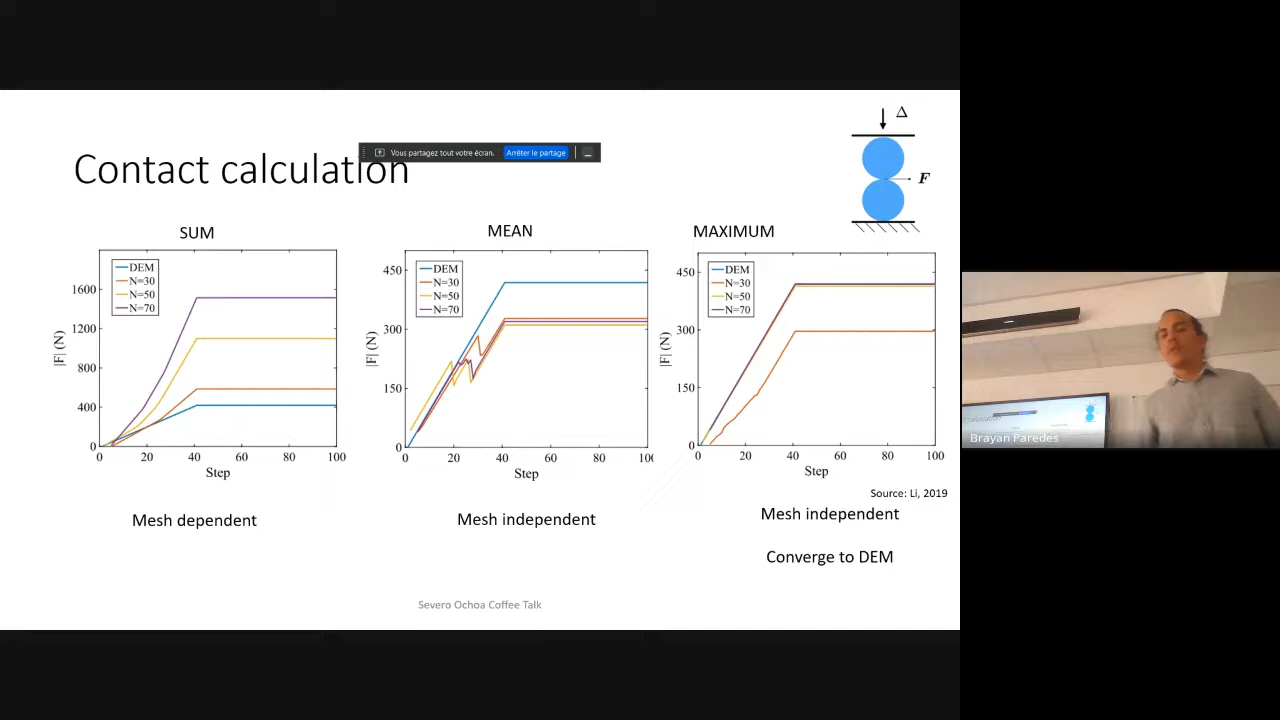 Δ
Vous partagez tout votre écran. Arrêter le partage
Contact calculation
F
SUM
DEM
N=30
N=50
N=70
1600
1200
800
400
0
|F| (N)
0 20 40 60 80 100
Step
Mesh dependent
MEAN
DEM
N=30
N=50
N=70
450
300
150
0
|F| (N)
0 20 40 60 80 100
Step
Mesh independent
MAXIMUM
DEM
N=30
N=50
N=70
450
300
150
0
|F| (N)
0 20 40 60 80 100
Step
Source: Li, 2019
Mesh independent
Converge to DEM
Severo Ochoa Coffee Talk
Brayan Paredes